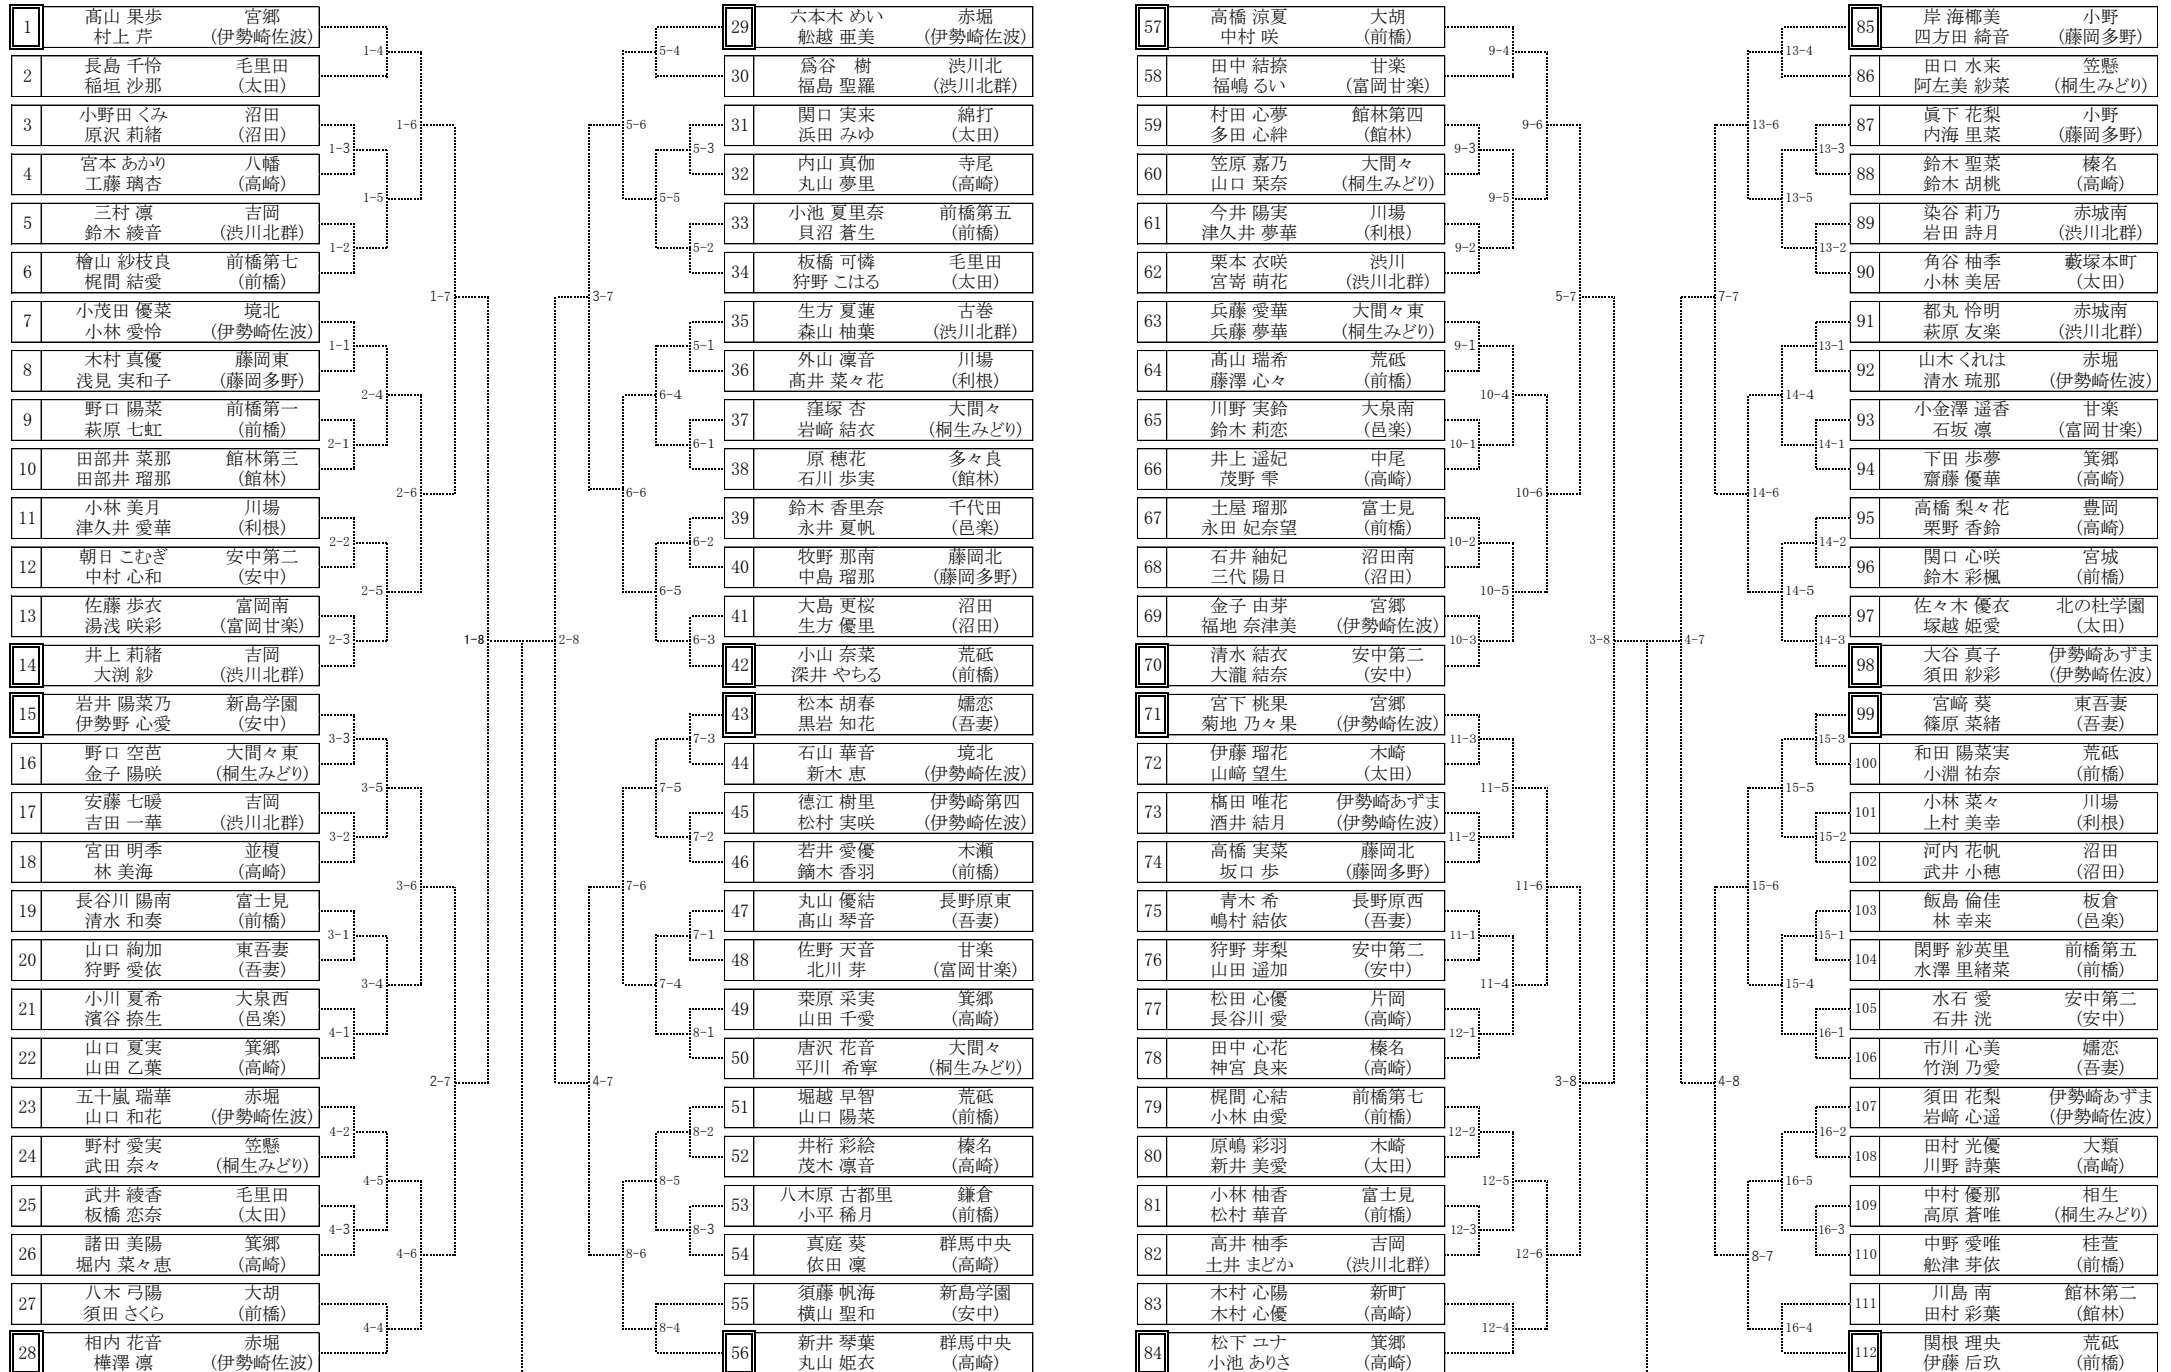 1 髙山 果歩 宮郷
村上 芹 (伊勢崎佐波)
2 長島 千怜 毛里田
稲垣 沙那 (太田)
3 小野田 くみ 沼田
原沢 莉緒 (沼田)
4 宮本 あかり 八幡
工藤 璃杏 (高崎)
5 三村 凛 吉岡
鈴木 綾音 (渋川北群)
6 檜山 紗枝良 前橋第七
梶間 結愛 (前橋)
7 小茂田 優菜 境北
小林 愛怜 (伊勢崎佐波)
8 木村 真優 藤岡東
浅見 実和子 (藤岡多野)
9 野口 陽菜 前橋第一
萩原 七虹 (前橋)
10 田部井 菜那 館林第三
田部井 瑠那 (館林)
11 小林 美月 川場
津久井 愛華 (利根)
12 朝日 こむぎ 安中第二
中村 心和 (安中)
13 佐藤 歩衣 富岡南
湯浅 咲彩 (富岡甘楽)
14 井上 莉緒 吉岡
大渕 紗 (渋川北群)
15 岩井 陽菜乃 新島学園
伊勢野 心愛 (安中)
16 野口 空芭 大間々東
金子 陽咲 (桐生みどり)
17 安藤 七暖 吉岡
吉田 一華 (渋川北群)
18 宮田 明季 並榎
林 美海 (高崎)
19 長谷川 陽南 富士見
清水 和奏 (前橋)
20 山口 絢加 東吾妻
狩野 愛依 (吾妻)
21 小川 夏希 大泉西
濱谷 捺生 (邑楽)
22 山口 夏実 箕郷
山田 乙葉 (高崎)
23 五十嵐 瑞華 赤堀
山口 和花 (伊勢崎佐波)
24 野村 愛実 笠懸
武田 奈々 (桐生みどり)
25 武井 綾香 毛里田
板橋 恋奈 (太田)
26 諸田 美陽 箕郷
堀内 菜々恵 (高崎)
27 八木 弓陽 大胡
須田 さくら (前橋)
28 相内 花音 赤堀
樺澤 凛 (伊勢崎佐波)
1-4
1-6
1-3
1-5
1-2
1-7
1-1
2-4
2-1
2-6
2-2
2-5
2-3
1-8
3-3
3-5
3-2
3-6
3-1
3-4
4-1
2-7
4-2
4-5
4-3
4-6
4-4
29 六本木 めい 赤堀
舩越 亜美 (伊勢崎佐波)
30 爲谷 樹 渋川北
福島 聖羅 (渋川北群)
31 関口 実来 綿打
浜田 みゆ (太田)
32 内山 真伽 寺尾
丸山 夢里 (高崎)
33 小池 夏里奈 前橋第五
貝沼 蒼生 (前橋)
34 板橋 可憐 毛里田
狩野 こはる (太田)
35 生方 夏蓮 古巻
森山 柚葉 (渋川北群)
36 外山 凜音 川場
髙井 菜々花 (利根)
37 窪塚 杏 大間々
岩﨑 結衣 (桐生みどり)
38 原 穂花 多々良
石川 歩実 (館林)
39 鈴木 香里奈 千代田
永井 夏帆 (邑楽)
40 牧野 那南 藤岡北
中島 瑠那 (藤岡多野)
41 大島 更桜 沼田
生方 優里 (沼田)
42 小山 奈菜 荒砥
深井 やちる (前橋)
43 松本 胡春 嬬恋
黒岩 知花 (吾妻)
44 石山 華音 境北
新木 恵 (伊勢崎佐波)
45 德江 樹里 伊勢崎第四
松村 実咲 (伊勢崎佐波)
46 若井 愛優 木瀬
鏑木 香羽 (前橋)
47 丸山 優結 長野原東
髙山 琴音 (吾妻)
48 佐野 天音 甘楽
北川 芽 (富岡甘楽)
49 桒原 采実 箕郷
山田 千愛 (高崎)
50 唐沢 花音 大間々
平川 希寧 (桐生みどり)
51 堀越 早智 荒砥
山口 陽菜 (前橋)
52 井桁 彩絵 榛名
茂木 凛音 (高崎)
53 八木原 古都里 鎌倉
小平 稀月 (前橋)
54 真庭 葵 群馬中央
依田 凜 (高崎)
55 須藤 帆海 新島学園
横山 聖和 (安中)
56 新井 琴葉 群馬中央
丸山 姫衣 (高崎)
5-4
5-6
5-3
5-5
5-2
3-7
5-1
6-4
6-1
6-6
6-2
6-5
6-3
2-8
7-3
7-5
7-2
7-6
7-1
7-4
8-1
4-7
8-2
8-5
8-3
8-6
8-4
57 高橋 涼夏 大胡
中村 咲 (前橋)
58 田中 結捺 甘楽
福嶋 るい (富岡甘楽)
59 村田 心夢 館林第四
多田 心絆 (館林)
60 笠原 嘉乃 大間々
山口 栞奈 (桐生みどり)
61 今井 陽実 川場
津久井 夢華 (利根)
62 栗本 衣咲 渋川
宮嵜 萌花 (渋川北群)
63 兵藤 愛華 大間々東
兵藤 夢華 (桐生みどり)
64 髙山 瑞希 荒砥
藤澤 心々 (前橋)
65 川野 実鈴 大泉南
鈴木 莉恋 (邑楽)
66 井上 遥妃 中尾
茂野 雫 (高崎)
67 土屋 瑠那 富士見
永田 妃奈望 (前橋)
68 石井 紬妃 沼田南
三代 陽日 (沼田)
69 金子 由芽 宮郷
福地 奈津美 (伊勢崎佐波)
70 清水 結衣 安中第二
大瀧 結奈 (安中)
71 宮下 桃果 宮郷
菊地 乃々果 (伊勢崎佐波)
72 伊藤 瑠花 木崎
山﨑 望生 (太田)
73 槗田 唯花 伊勢崎あずま
酒井 結月 (伊勢崎佐波)
74 高橋 実菜 藤岡北
坂口 歩 (藤岡多野)
75 青木 希 長野原西
嶋村 結依 (吾妻)
76 狩野 芽梨 安中第二
山田 遥加 (安中)
77 松田 心優 片岡
長谷川 愛 (高崎)
78 田中 心花 榛名
神宮 良来 (高崎)
79 梶間 心結 前橋第七
小林 由愛 (前橋)
80 原嶋 彩羽 木崎
新井 美愛 (太田)
81 小林 柚香 富士見
松村 華音 (前橋)
82 高井 柚季 吉岡
土井 まどか (渋川北群)
83 木村 心陽 新町
木村 心優 (高崎)
84 松下 ユナ 箕郷
小池 ありさ (高崎)
9-4
9-6
9-3
9-5
9-2
5-7
9-1
10-4
10-1
10-6
10-2
10-5
10-3
3-8
11-3
11-5
11-2
11-6
11-1
11-4
12-1
3-8
12-2
12-5
12-3
12-6
12-4
85 岸 海椰美 小野
四方田 綺音 (藤岡多野)
86 田口 水来 笠懸
阿左美 紗菜 (桐生みどり)
87 眞下 花梨 小野
内海 里菜 (藤岡多野)
88 鈴木 聖菜 榛名
鈴木 胡桃 (高崎)
89 染谷 莉乃 赤城南
岩田 詩月 (渋川北群)
90 角谷 柚季 藪塚本町
小林 美居 (太田)
91 都丸 怜明 赤城南
萩原 友楽 (渋川北群)
92 山木 くれは 赤堀
清水 琉那 (伊勢崎佐波)
93 小金澤 遥香 甘楽
石坂 凛 (富岡甘楽)
94 下田 歩夢 箕郷
齋藤 優華 (高崎)
95 高橋 梨々花 豊岡
栗野 香鈴 (高崎)
96 関口 心咲 宮城
鈴木 彩楓 (前橋)
97 佐々木 優衣 北の杜学園
塚越 姫愛 (太田)
98 大谷 真子 伊勢崎あずま
須田 紗彩 (伊勢崎佐波)
99 宮﨑 葵 東吾妻
篠原 菜緒 (吾妻)
100 和田 陽菜実 荒砥
小淵 祐奈 (前橋)
101 小林 菜々 川場
上村 美幸 (利根)
102 河内 花帆 沼田
武井 小穂 (沼田)
103 飯島 倫佳 板倉
林 幸来 (邑楽)
104 閑野 紗英里 前橋第五
水澤 里緒菜 (前橋)
105 水石 愛 安中第二
石井 洸 (安中)
106 市川 心美 嬬恋
竹渕 乃愛 (吾妻)
107 須田 花梨 伊勢崎あずま
岩﨑 心遥 (伊勢崎佐波)
108 田村 光優 大類
川野 詩葉 (高崎)
109 中村 優那 相生
高原 蒼唯 (桐生みどり)
110 中野 愛唯 桂萱
舩津 芽依 (前橋)
111 川島 南 館林第二
田村 彩葉 (館林)
112 関根 理央 荒砥
伊藤 后玖 (前橋)
13-4
13-6
13-3
13-5
13-2
7-7
13-1
14-4
14-1
14-6
14-2
14-5
14-3
4-7
15-3
15-5
15-2
15-6
15-1
15-4
16-1
4-8
16-2
16-5
16-3
8-7
16-4